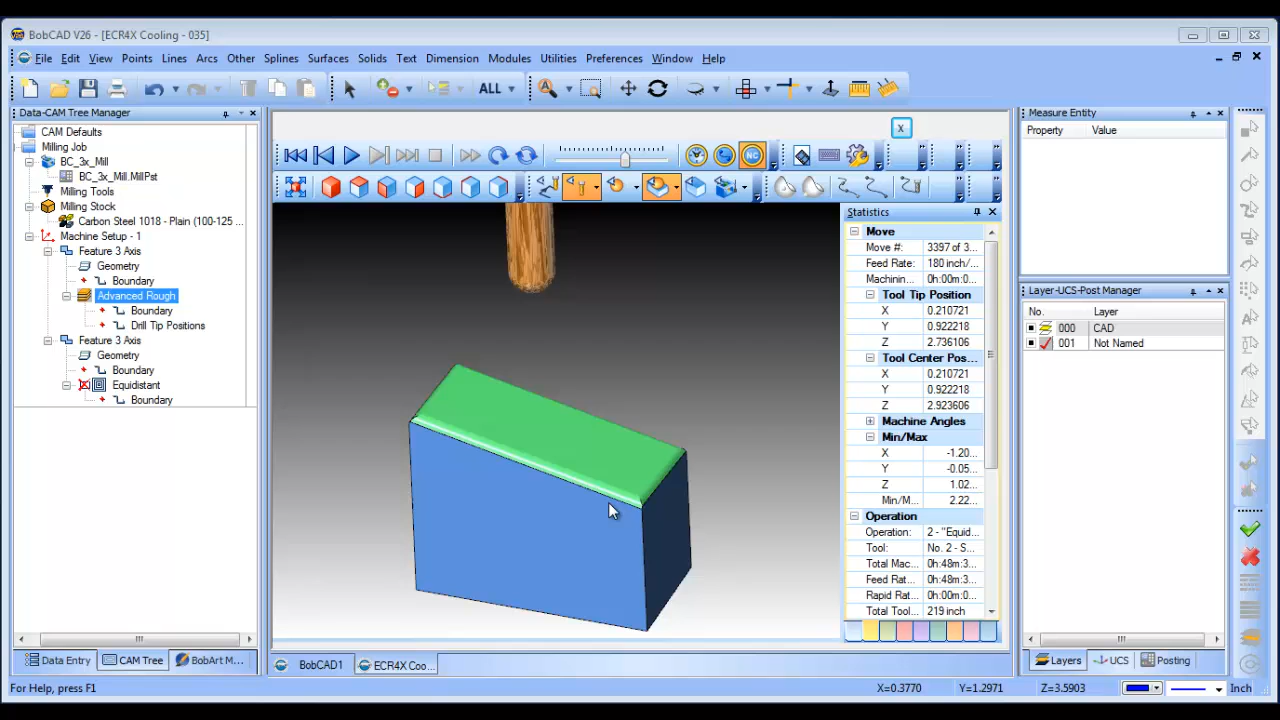 BobCAD V26 - [ECR4X Cooling - 035]
File Edit View Points Lines Arcs Other Splines Surfaces Solids Text Dimension Modules Utilities Preferences Window Help
ALL
Data-CAM Tree Manager
CAM Defaults
Milling Job
BC_3x_Mill
BC_3x_Mill.MillPst
Milling Tools
Milling Stock
Carbon Steel 1018 - Plain (100-125 ...
Machine Setup - 1
Feature 3 Axis
Geometry
Boundary
Advanced Rough
Boundary
Drill Tip Positions
Feature 3 Axis
Geometry
Boundary
Equidistant
Boundary
Data Entry CAM Tree BobArt M...
X
NC
Statistics
Move
Move #: 3397 of 3...
Feed Rate: 180 inch/...
Machinin... 0h:00m:0...
Tool Tip Position
X 0.210721
Y 0.922218
Z 2.736106
Tool Center Pos...
X 0.210721
Y 0.922218
Z 2.923606
Machine Angles
Min/Max
X -1.20...
Y -0.05...
Z 1.02...
Min/M... 2.22...
Operation
Operation: 2 - "Equid...
Tool: No. 2 - S...
Total Mac... 0h:48m:3...
Feed Rat... 0h:48m:3...
Rapid Rat... 0h:00m:0...
Total Tool... 219 inch
BobCAD1 ECR4X Coo...
Measure Entity
Property Value
Layer-UCS-Post Manager
No. Layer
000 CAD
001 Not Named
Layers UCS Posting
For Help, press F1
X=0.3770 Y=1.2971 Z=3.5903 Inch